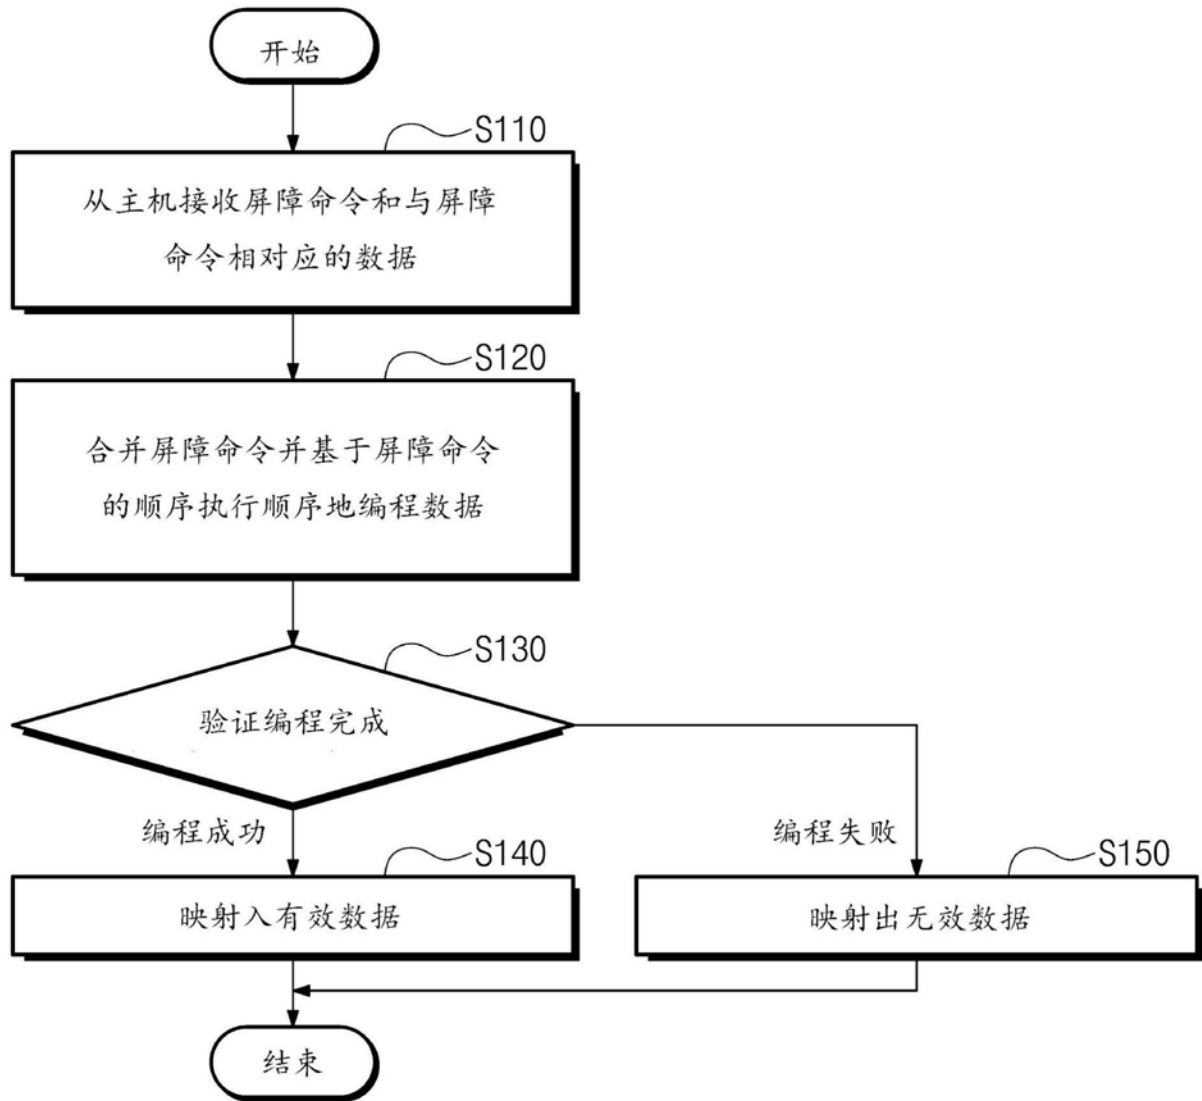 开始
S110
从主机接收屏障命令和与屏障
命令相对应的数据
S120
合并屏障命令并基于屏障命令
的顺序执行顺序地编程数据
S130
验证编程完成
编程成功
编程失败
S140
S150
映射入有效数据
映射出无效数据
结束